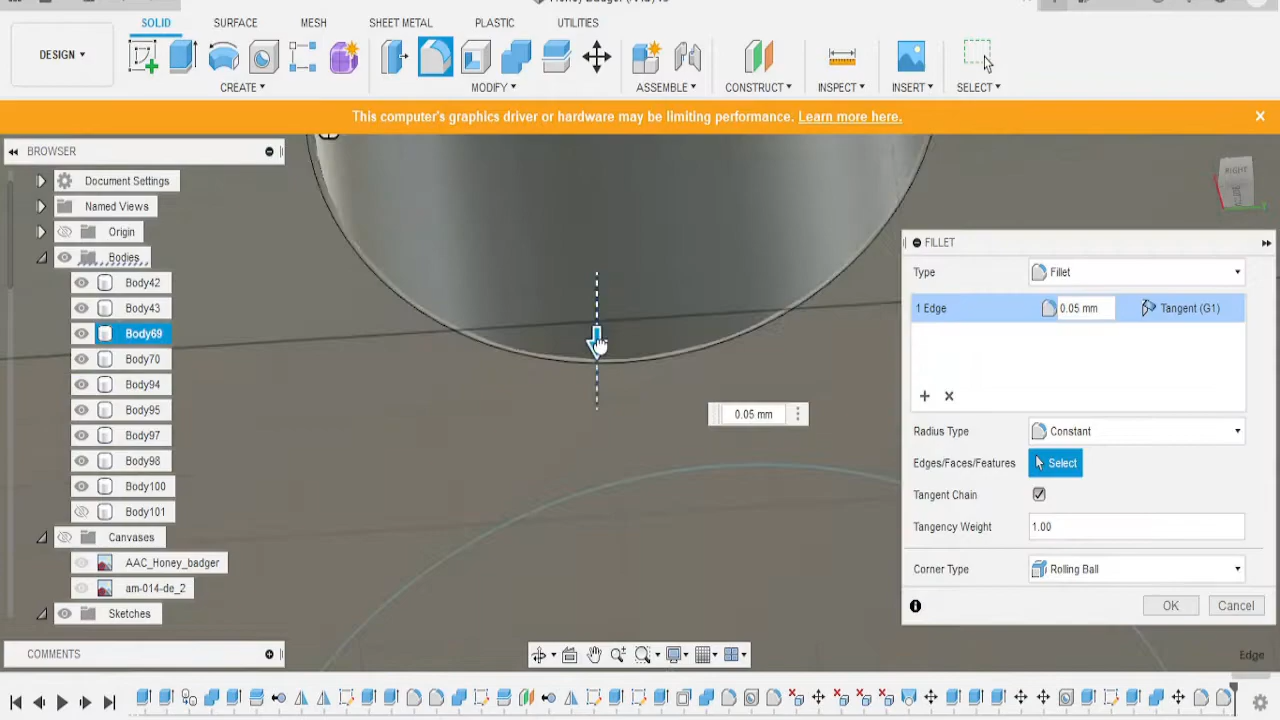 SOLID SURFACE MESH SHEET METAL PLASTIC UTILITIES
DESIGN
CREATE MODIFY ASSEMBLE CONSTRUCT INSPECT INSERT SELECT
This computer's graphics driver or hardware may be limiting performance. Learn more here.
BROWSER
Document Settings
Named Views
Origin
Bodies
Body42
Body43
Body69
Body70
Body94
Body95
Body97
Body98
Body100
Body101
Canvases
AAC_Honey_badger
am-014-de_2
Sketches
COMMENTS
RIGHT
0.05 mm
FILLET
Type Fillet
1 Edge 0.05 mm Tangent (G1)
Radius Type Constant
Edges/Faces/Features Select
Tangent Chain
Tangency Weight 1.00
Corner Type Rolling Ball
OK Cancel
Edge